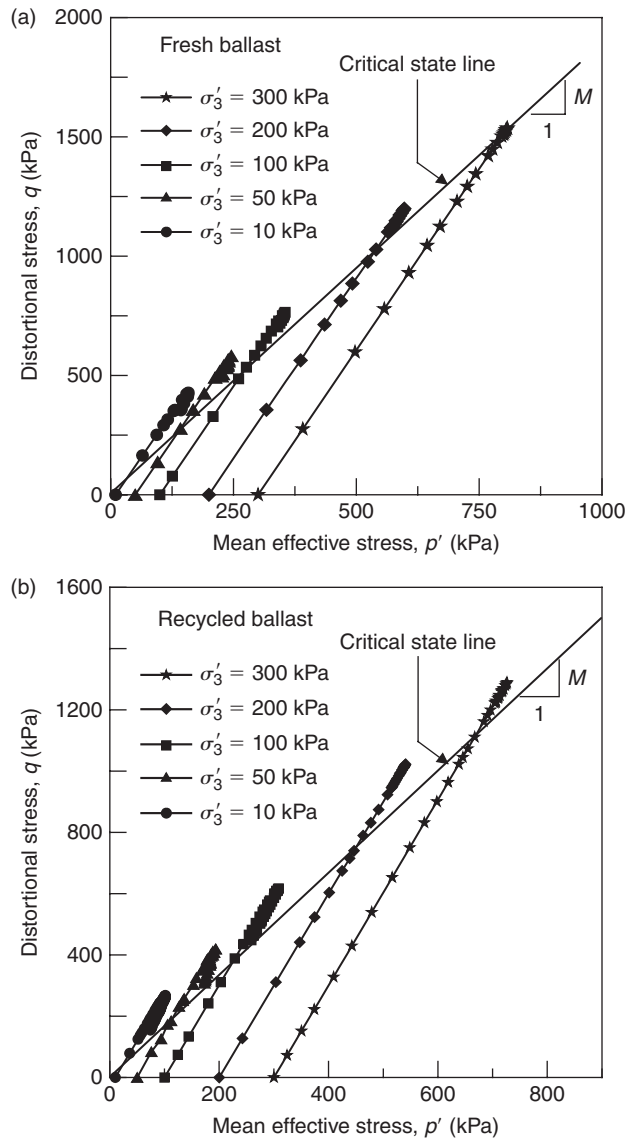 (a)
2000
1500
1000
500
0
Distortional stress, q (kPa)
Fresh ballast
σ′3 = 300 kPa
σ′3 = 200 kPa
σ′3 = 100 kPa
σ′3 = 50 kPa
σ′3 = 10 kPa
Critical state line
M
1
0 250 500 750 1000
Mean effective stress, p′ (kPa)
(b)
1600
1200
800
400
0
Distortional stress, q (kPa)
Recycled ballast
σ′3 = 300 kPa
σ′3 = 200 kPa
σ′3 = 100 kPa
σ′3 = 50 kPa
σ′3 = 10 kPa
Critical state line
M
1
0 200 400 600 800
Mean effective stress, p′ (kPa)